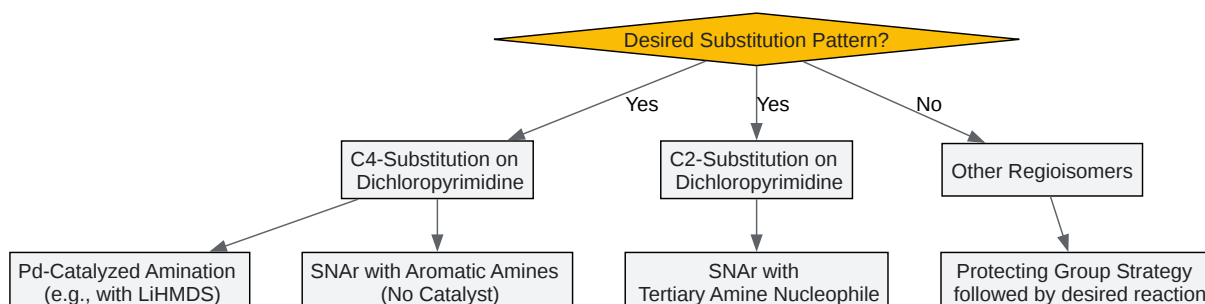 Desired Substitution Pattern?
Yes
Yes
No
C4-Substitution on
Dichloropyrimidine
C2-Substitution on
Dichloropyrimidine
Other Regioisomers
Pd-Catalyzed Amination
(e.g., with LiHMDS)
SNAr with Aromatic Amines
(No Catalyst)
SNAr with
Tertiary Amine Nucleophile
Protecting Group Strategy
followed by desired reaction